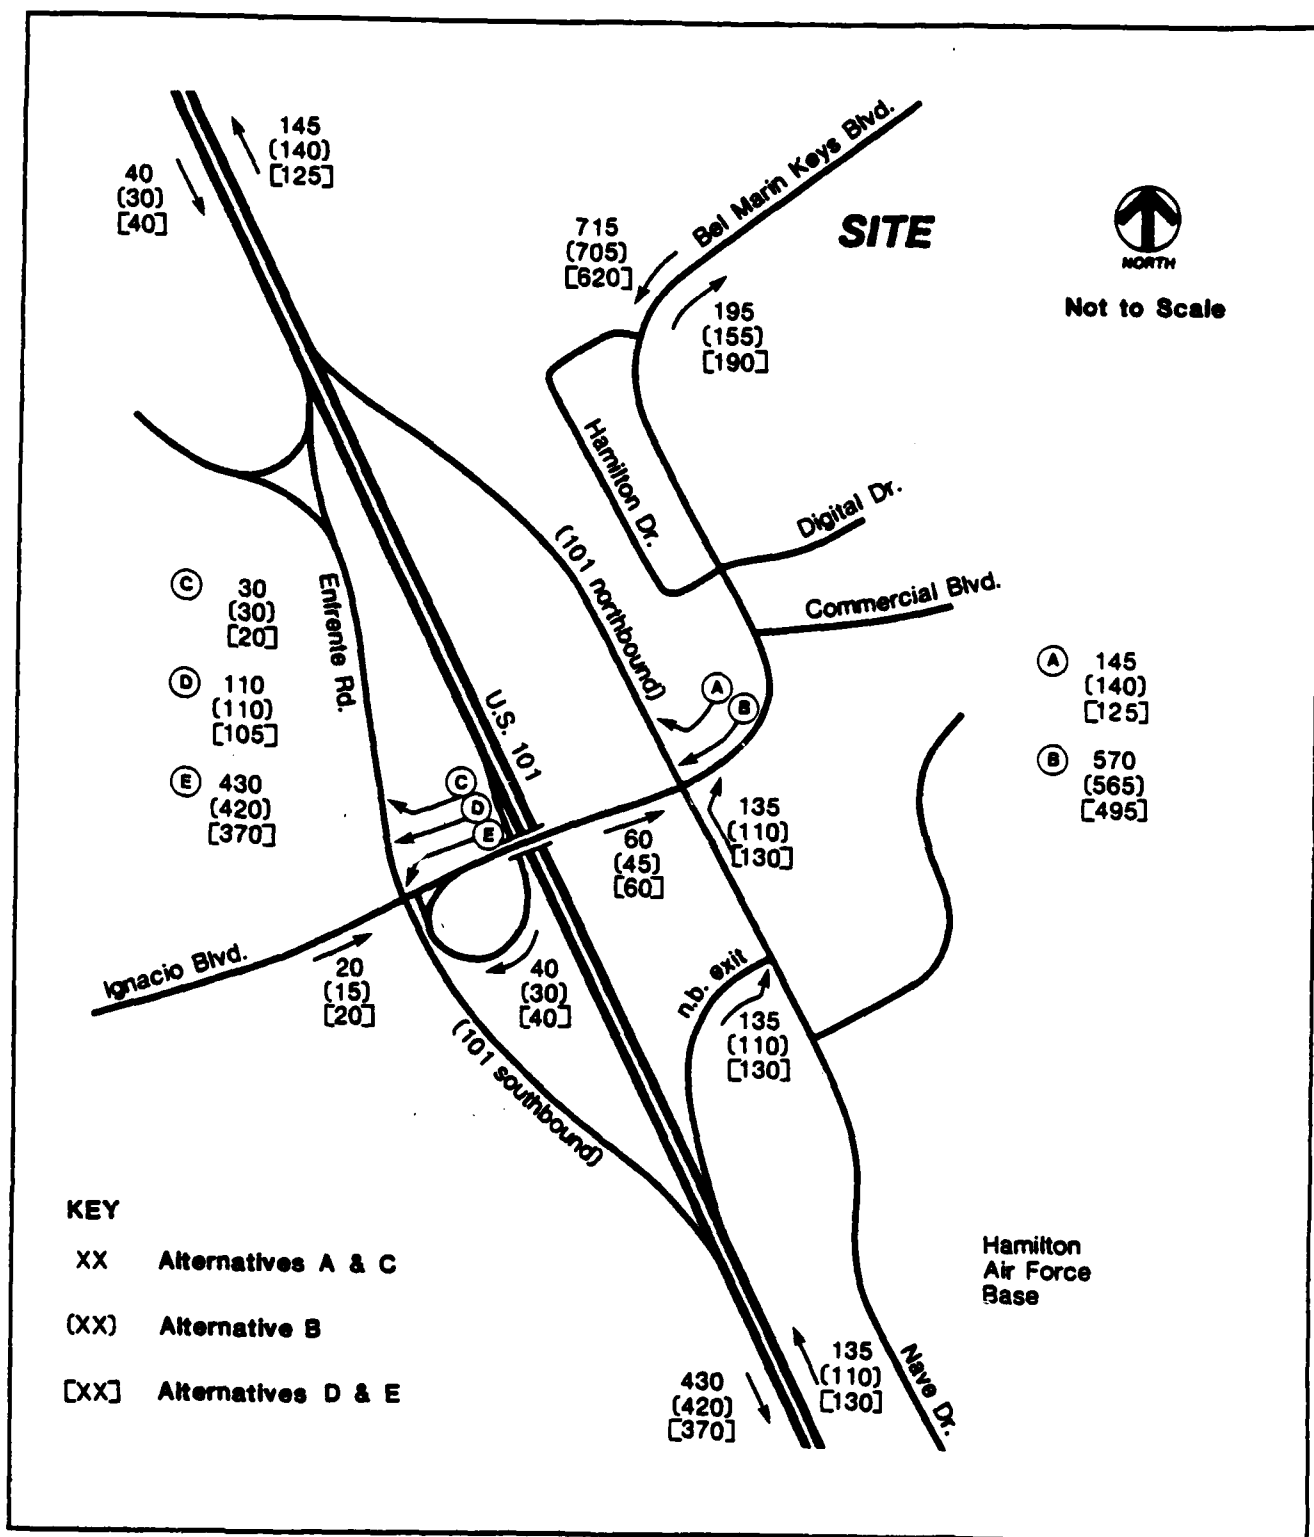 145
(140)
[125]
40
(30)
[40]
Bel Marin Keys Blvd.
715
(705)
[620]
SITE
NORTH
Not to Scale
195
(155)
[190]
Hamilton Dr.
Digital Dr.
Commercial Blvd.
(101 northbound)
Enfrente Rd.
U.S. 101
C 30
(30)
[20]
D 110
(110)
[105]
E 430
(420)
[370]
A
B
A 145
(140)
[125]
B 570
(565)
[495]
C
D
E
135
(110)
[130]
60
(45)
[60]
Ignacio Blvd.
20
(15)
[20]
40
(30)
[40]
n.b. exit
135
(110)
[130]
(101 southbound)
KEY
XX Alternatives A & C
(XX) Alternative B
[XX] Alternatives D & E
Hamilton
Air Force
Base
430
(420)
[370]
135
(110)
[130]
Nave Dr.